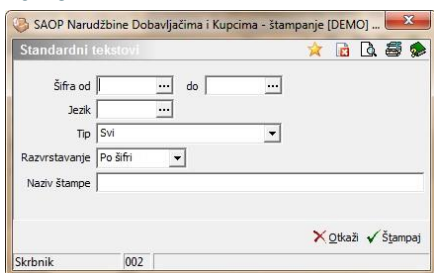 SAOP Narudžbine Dobavljačima i Kupcima - štampanje [DEMO] ...
Standardni tekstovi
Šifra od ... do ...
Jezik ...
Tip Svi
Razvrstavanje Po šifri
Naziv štampe
Otkaži Štampaj
Skrbnik 002